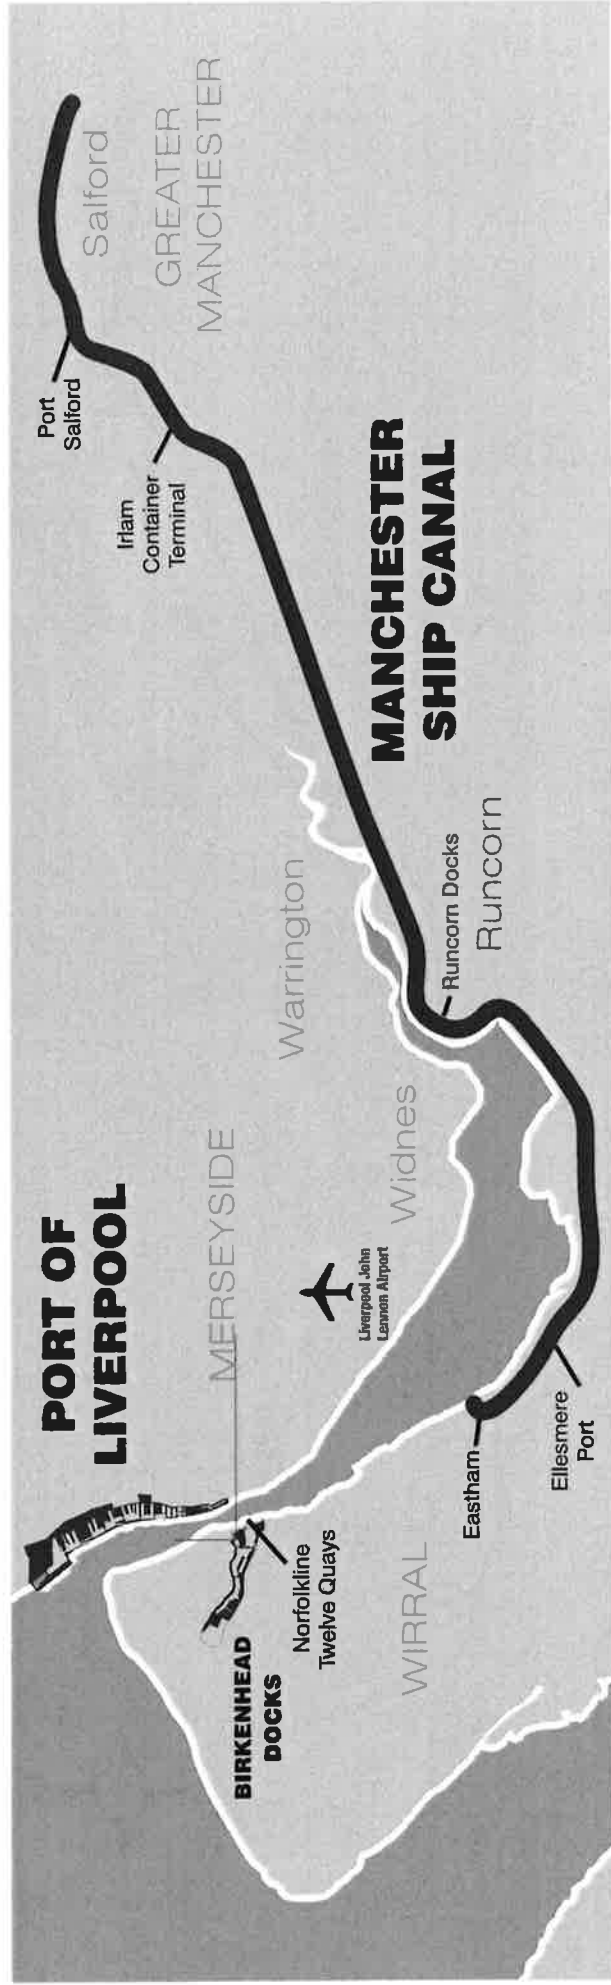 PORT OF
LIVERPOOL
MERSEYSIDE
Liverpool John
Lennon Airport
BIRKENHEAD
DOCKS
Norfolkline
Twelve Quays
WIRRAL
Eastham
Ellesmere
Port
Widnes
Warrington
Runcorn Docks
Runcorn
MANCHESTER
SHIP CANAL
Irlam
Container
Terminal
Port
Salford
Salford
GREATER
MANCHESTER